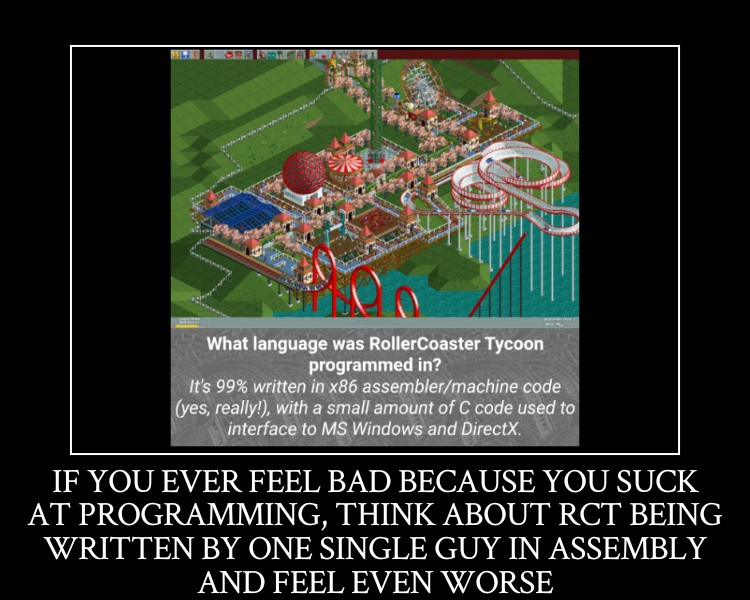 What language was RollerCoaster Tycoon
programmed in?
It's 99% written in x86 assembler/machine code
(yes, really!), with a small amount of C code used to
interface to MS Windows and DirectX.
IF YOU EVER FEEL BAD BECAUSE YOU SUCK
AT PROGRAMMING, THINK ABOUT RCT BEING
WRITTEN BY ONE SINGLE GUY IN ASSEMBLY
AND FEEL EVEN WORSE